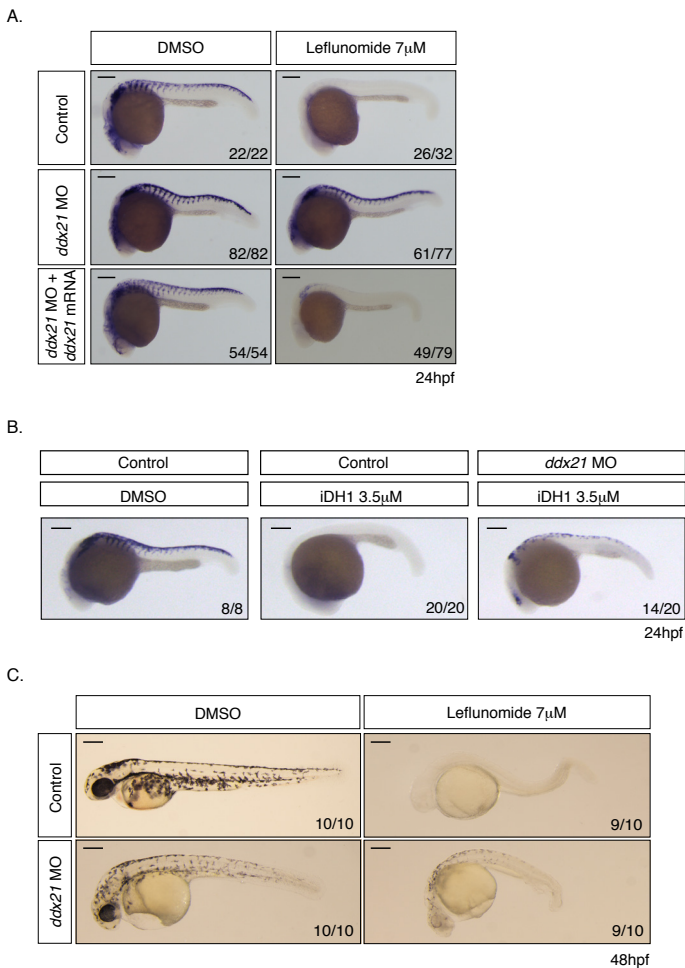 A.
DMSO
Leflunomide 7μM
Control
22/22
26/32
ddx21 MO
82/82
61/77
ddx21 MO +
ddx21 mRNA
54/54
49/79
24hpf
B.
Control
Control
ddx21 MO
DMSO
iDH1 3.5μM
iDH1 3.5μM
8/8
20/20
14/20
24hpf
C.
DMSO
Leflunomide 7μM
Control
10/10
9/10
ddx21 MO
10/10
9/10
48hpf